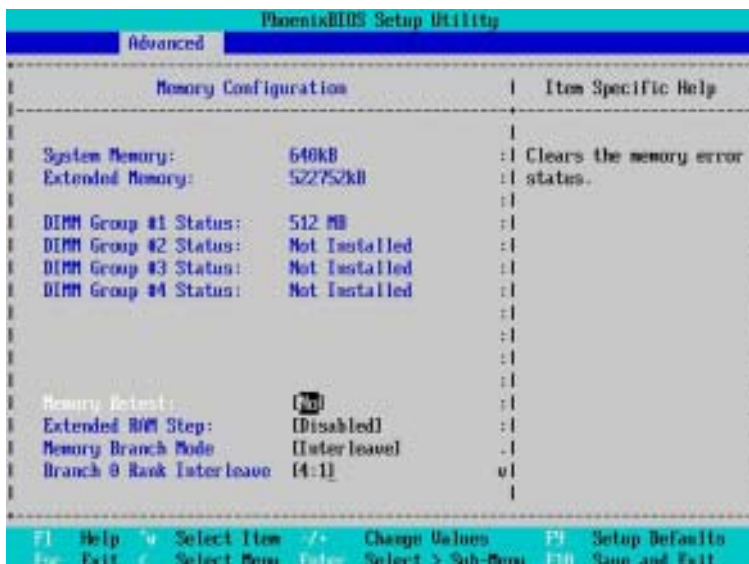 PhoenixBIOS Setup Utility
Advanced
Memory Configuration
Item Specific Help
System Memory: 640kB
Extended Memory: 522752kB
Clears the memory error
status.
DIMM Group #1 Status: 512 MB
DIMM Group #2 Status: Not Installed
DIMM Group #3 Status: Not Installed
DIMM Group #4 Status: Not Installed
Memory Retest: [No]
Extended RAM Step: [Disabled]
Memory Branch Mode [Interleave]
Branch 0 Rank Interleave [4:1]
F1 Help Select Item -/+ Change Values F9 Setup Defaults
Esc Exit Select Menu Enter Select > Sub-Menu F10 Save and Exit